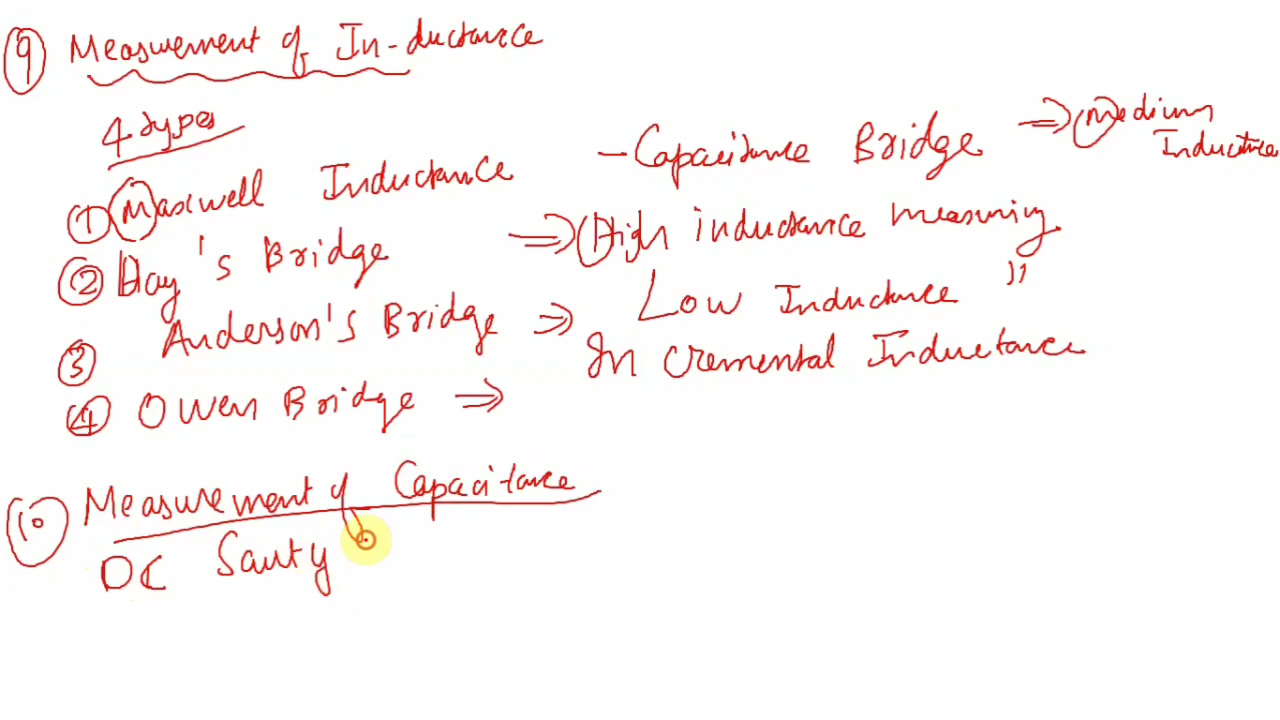 9 Measurement of In-ductance
4 types
1 Maxwell Inductance - Capacitance Bridge ⇒ Medium Inductance
2 Hay's Bridge ⇒ High inductance measuring
3 Anderson's Bridge ⇒ Low Inductance "
4 Owen Bridge ⇒ In cremental Inductance
10 Measurement of Capacitance
DC Sauty